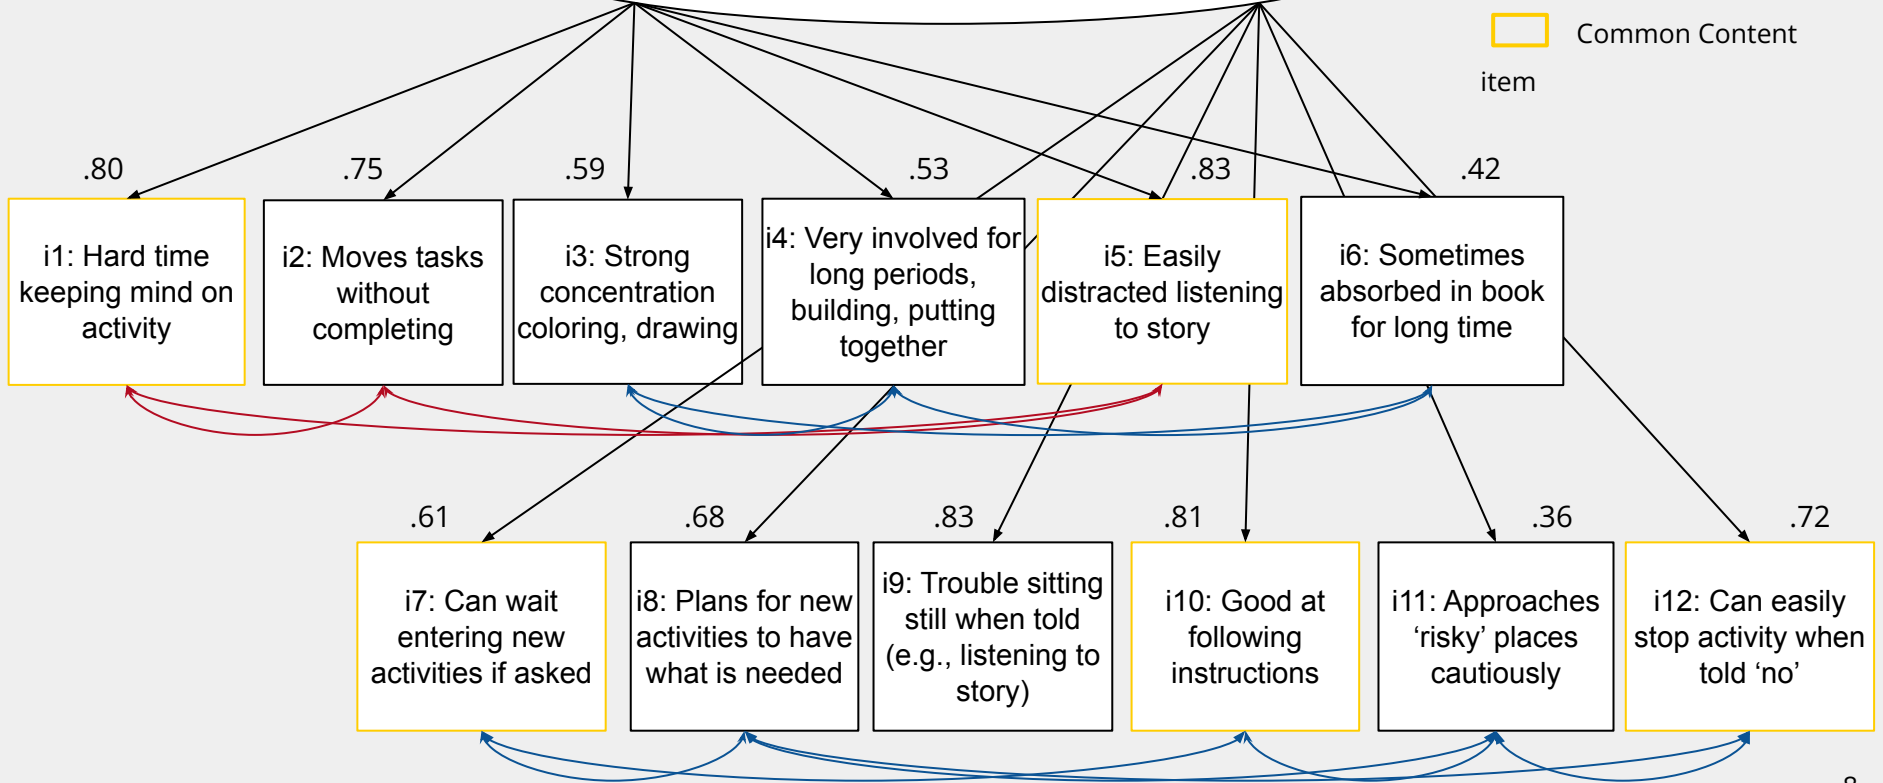 Common Content
item
.80
.75
.59
.53
.83
.42
i1: Hard time
keeping mind on
activity
i2: Moves tasks
without
completing
i3: Strong
concentration
coloring, drawing
i4: Very involved for
long periods,
building, putting
together
i5: Easily
distracted listening
to story
i6: Sometimes
absorbed in book
for long time
.61
.68
.83
.81
.36
.72
i7: Can wait
entering new
activities if asked
i8: Plans for new
activities to have
what is needed
i9: Trouble sitting
still when told
(e.g., listening to
story)
i10: Good at
following
instructions
i11: Approaches
‘risky’ places
cautiously
i12: Can easily
stop activity when
told ‘no’